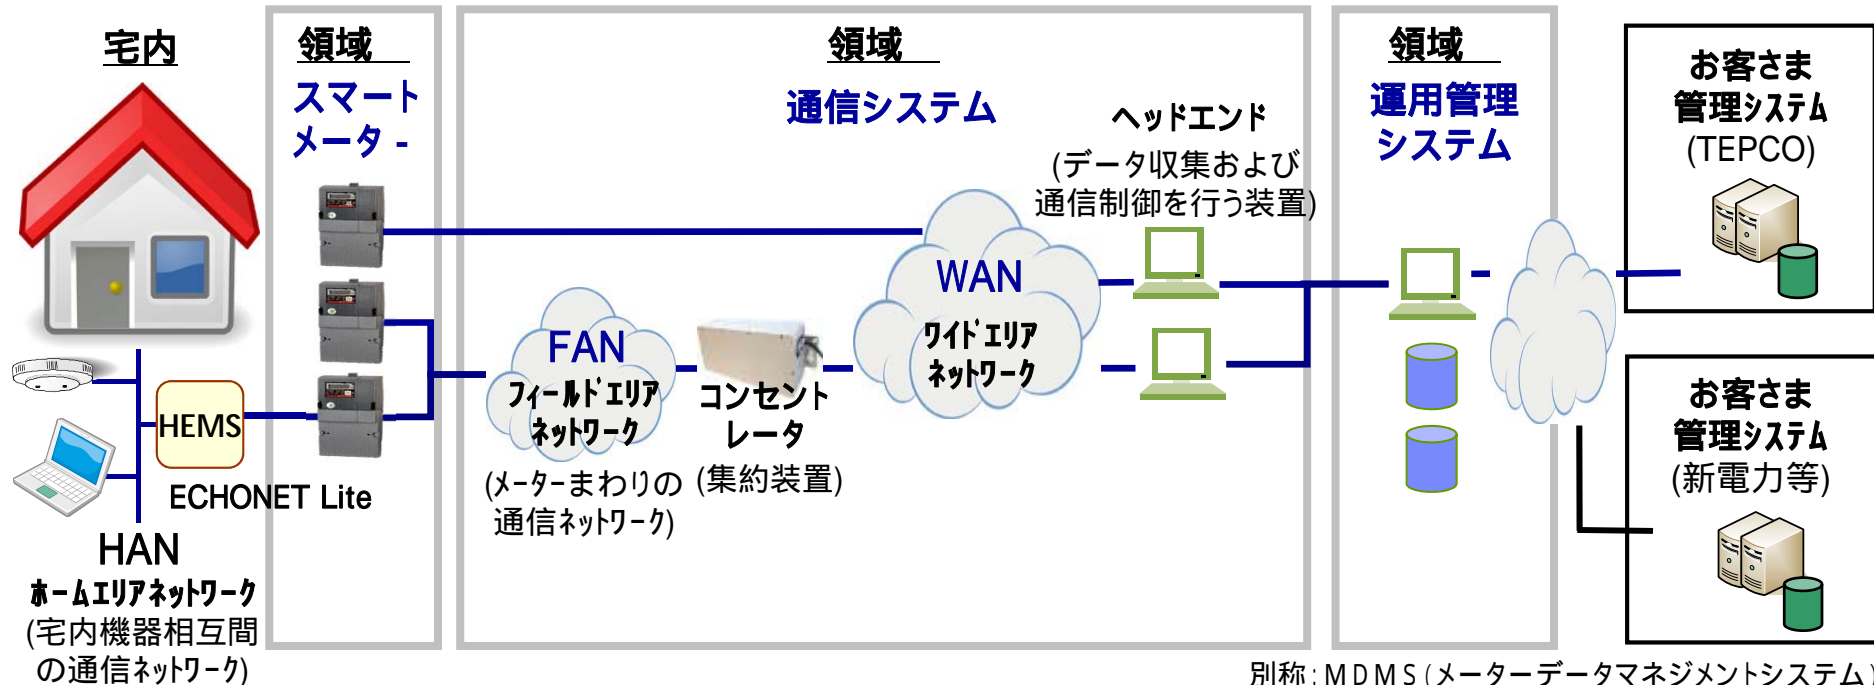 宅内
HEMS
ECHONET Lite
HAN
ホームエリアネットワーク
(宅内機器相互間
の通信ネットワーク)
領域
スマート
メータ -
領域
通信システム
FAN
フィールドエリア
ネットワーク
(メーターまわりの
通信ネットワーク)
コンセント
レータ
(集約装置)
WAN
ワイドエリア
ネットワーク
ヘッドエンド
(データ収集および
通信制御を行う装置)
領域
運用管理
システム
お客さま
管理システム
(TEPCO)
お客さま
管理システム
(新電力等)
別称:MDMS(メーターデータマネジメントシステム)